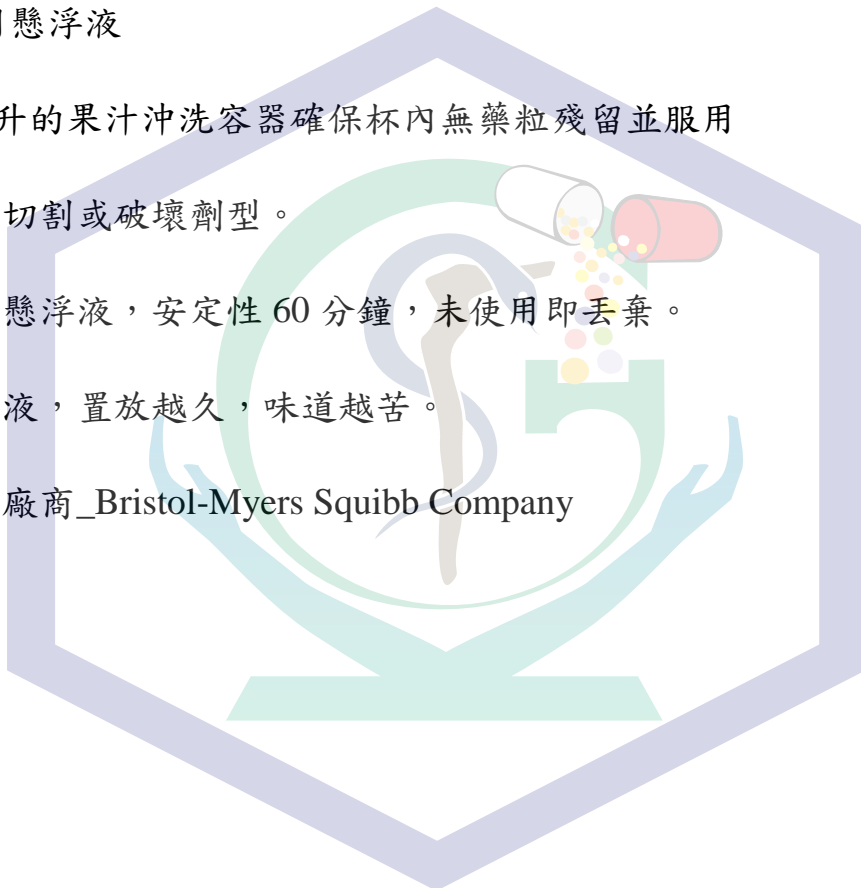 懸浮液
升的果汁沖洗容器確保杯內無藥粒殘留並服用
切割或破壞劑型。
懸浮液，安定性 60 分鐘，未使用即丟棄。
液，置放越久，味道越苦。
廠商_Bristol-Myers Squibb Company